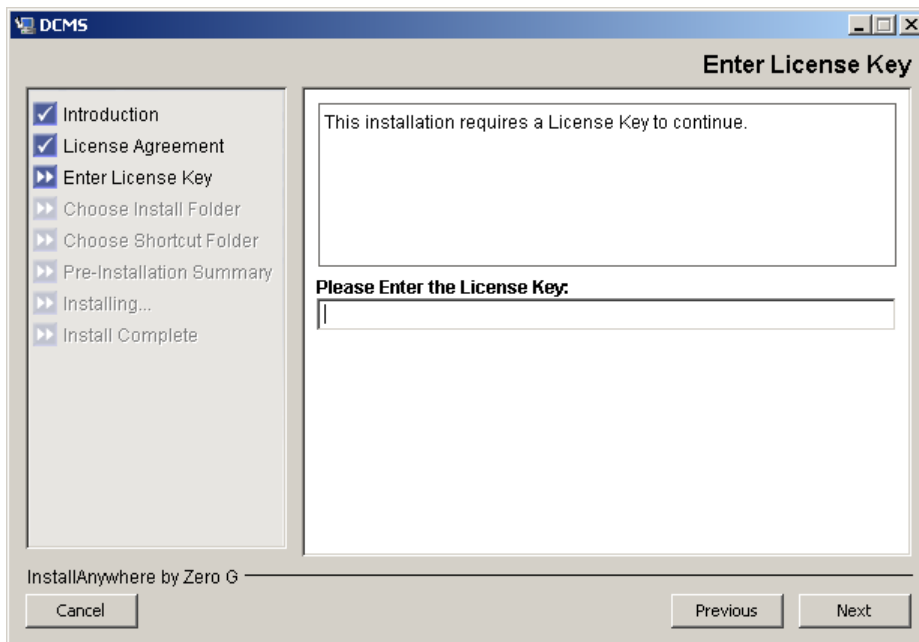 DCMS
Enter License Key
Introduction
License Agreement
Enter License Key
Choose Install Folder
Choose Shortcut Folder
Pre-Installation Summary
Installing...
Install Complete
This installation requires a License Key to continue.
Please Enter the License Key:
InstallAnywhere by Zero G
Cancel
Previous
Next